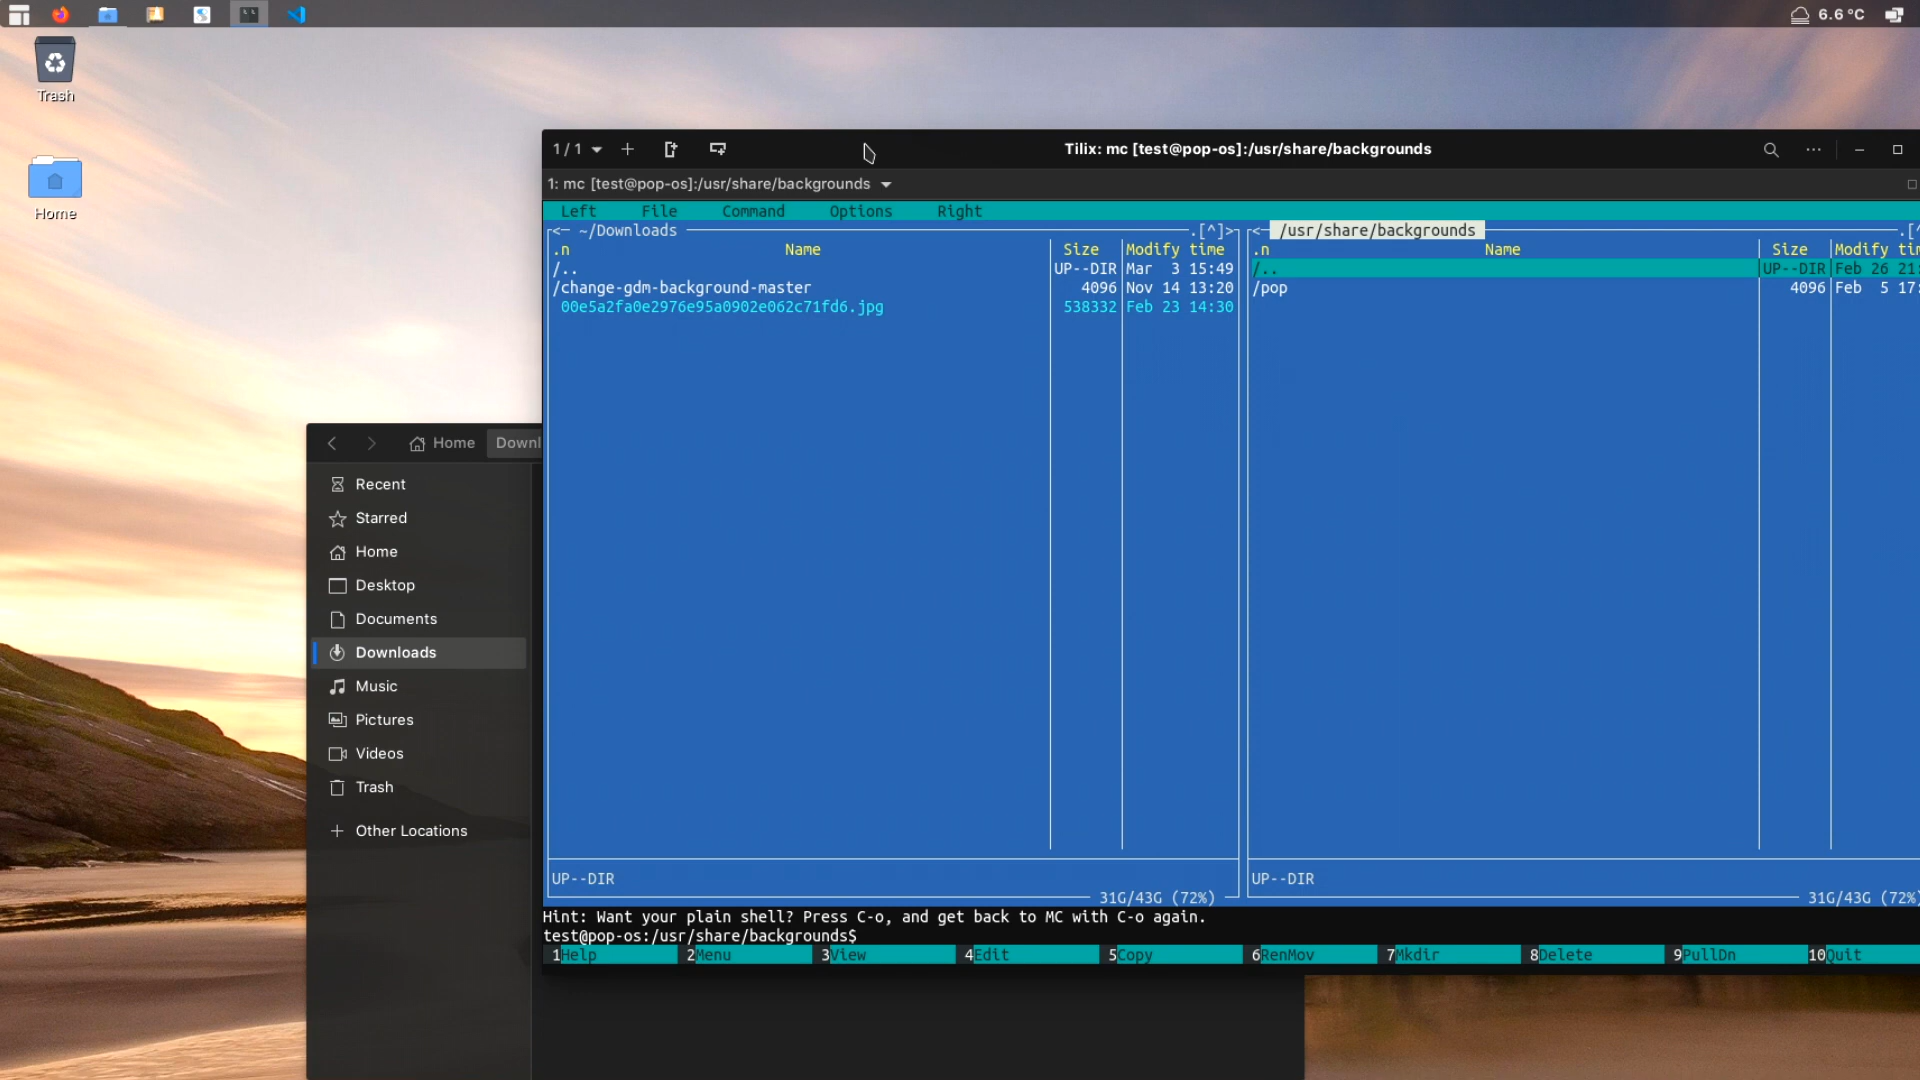 6.6 °C
Trash
Home
1 / 1
Tilix: mc [test@pop-os]:/usr/share/backgrounds
1: mc [test@pop-os]:/usr/share/backgrounds
Left File Command Options Right
<─ ~/Downloads .[^]>
.n Name Size Modify time
/.. UP--DIR Mar 3 15:49
/change-gdm-background-master 4096 Nov 14 13:20
00e5a2fa0e2976e95a0902e062c71fd6.jpg 538332 Feb 23 14:30
UP--DIR
31G/43G (72%)
<─ /usr/share/backgrounds .[^
.n Name Size Modify tim
/.. UP--DIR Feb 26 21:
/pop 4096 Feb 5 17:
UP--DIR
31G/43G (72%)
Hint: Want your plain shell? Press C-o, and get back to MC with C-o again.
test@pop-os:/usr/share/backgrounds$
1Help 2Menu 3View 4Edit 5Copy 6RenMov 7Mkdir 8Delete 9PullDn 10Quit
Home Downl
Recent
Starred
Home
Desktop
Documents
Downloads
Music
Pictures
Videos
Trash
Other Locations